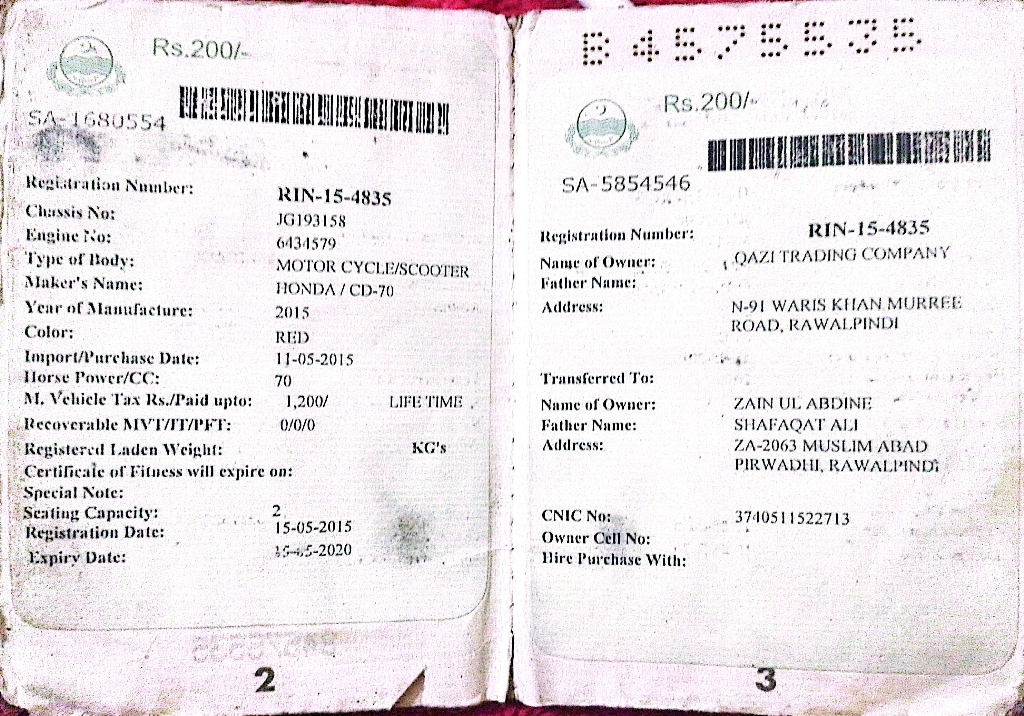 Rs.200/-
SA-1680554
Registration Number: RIN-15-4835
Chassis No: JG193158
Engine No: 6434579
Type of Body: MOTOR CYCLE/SCOOTER
Maker's Name: HONDA / CD-70
Year of Manufacture: 2015
Color: RED
Import/Purchase Date: 11-05-2015
Horse Power/CC: 70
M. Vehicle Tax Rs./Paid upto: 1,200/ LIFE TIME
Recoverable MVT/IT/PFT: 0/0/0
Registered Laden Weight: KG's
Certificate of Fitness will expire on:
Special Note:
Seating Capacity: 2
Registration Date: 15-05-2015
Expiry Date:
2
B4575535
Rs.200/-
SA-5854546
Registration Number: RIN-15-4835
Name of Owner: QAZI TRADING COMPANY
Father Name:
Address: N-91 WARIS KHAN MURREE
ROAD, RAWALPINDI
Transferred To:
Name of Owner: ZAIN UL ABDINE
Father Name: SHAFAQAT ALI
Address: ZA-2063 MUSLIM ABAD
PIRWADHI, RAWALPINDI
CNIC No: 3740511522713
Owner Cell No:
Hire Purchase With:
3